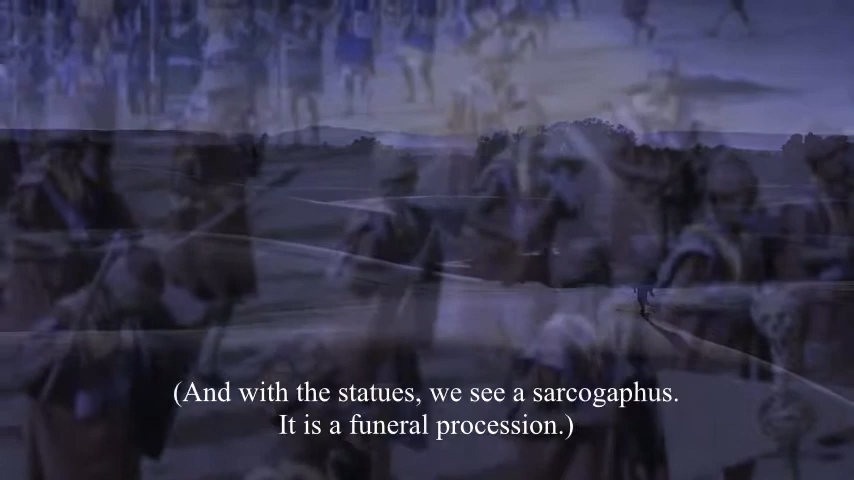 (And with the statues, we see a sarcogaphus.
It is a funeral procession.)